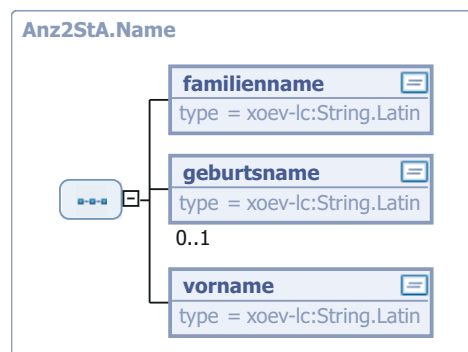 Anz2StA.Name
familienname
type = xoev-lc:String.Latin
geburtsname
type = xoev-lc:String.Latin
0..1
vorname
type = xoev-lc:String.Latin